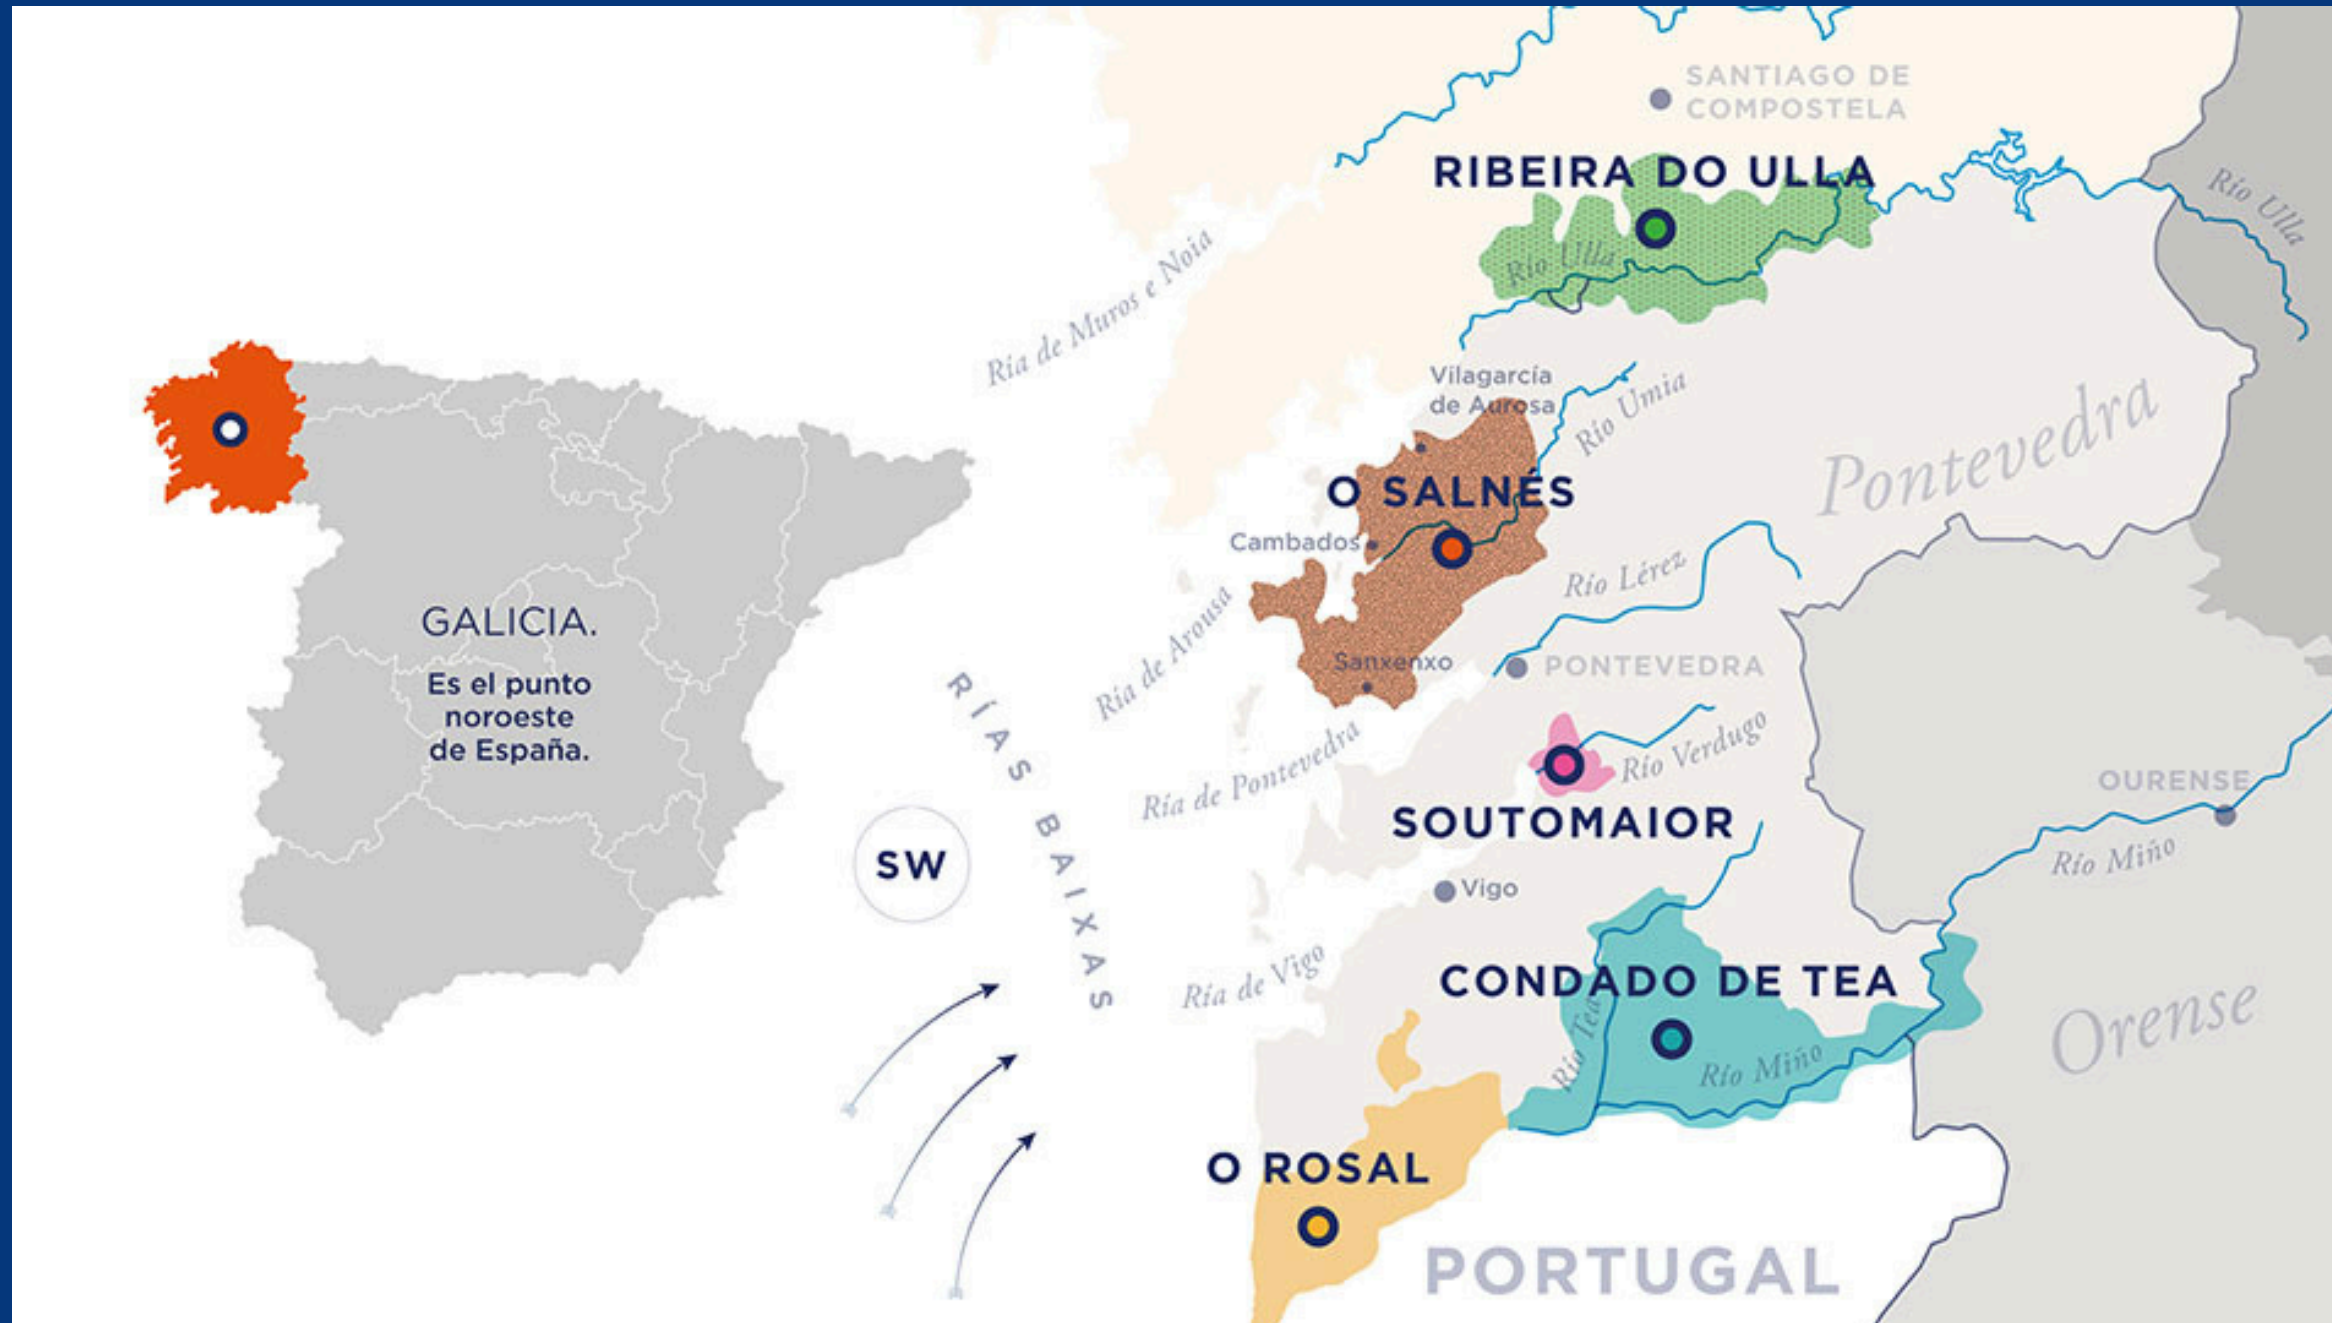 GALICIA.
Es el punto
noroeste
de España.
SW
RÍAS BAIXAS
SANTIAGO DE
COMPOSTELA
RIBEIRA DO ULLA
Río Ulla
Río Ulla
Ría de Muros e Noia
Vilagarcía
de Aurosa
Río Umia
Pontevedra
O SALNÉS
Cambados
Río Lérez
Ría de Arousa
Sanxenxo
PONTEVEDRA
Ría de Pontevedra
Río Verdugo
SOUTOMAIOR
OURENSE
Río Miño
Vigo
Ría de Vigo
CONDADO DE TEA
Río Tea
Río Miño
Orense
O ROSAL
PORTUGAL